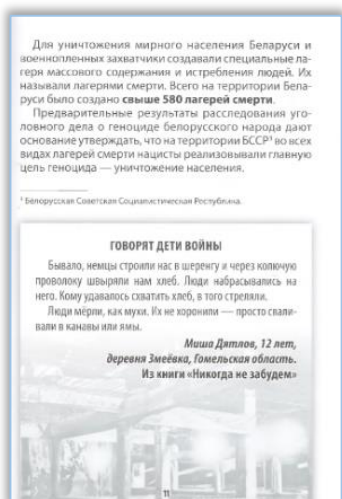 Для уничтожения мирного населения Беларуси и
военнопленных захватчики создавали специальные ла-
геря массового содержания и истребления людей. Их
называли лагерями смерти. Всего на территории Бела-
руси было создано свыше 580 лагерей смерти.
Предварительные результаты расследования уго-
ловного дела о геноциде белорусского народа дают
основание утверждать, что на территории БССР¹ во всех
видах лагерей смерти нацисты реализовывали главную
цель геноцида — уничтожение населения.
¹ Белорусская Советская Социалистическая Республика.
ГОВОРЯТ ДЕТИ ВОЙНЫ
Бывало, немцы строили нас в шеренгу и через колючую
проволоку швыряли нам хлеб. Люди набрасывались на
него. Кому удавалось схватить хлеб, в того стреляли.
Люди мёрли, как мухи. Их не хоронили — просто свали-
вали в канавы или ямы.
Миша Дятлов, 12 лет,
деревня Змеёвка, Гомельская область.
Из книги «Никогда не забудем»
11